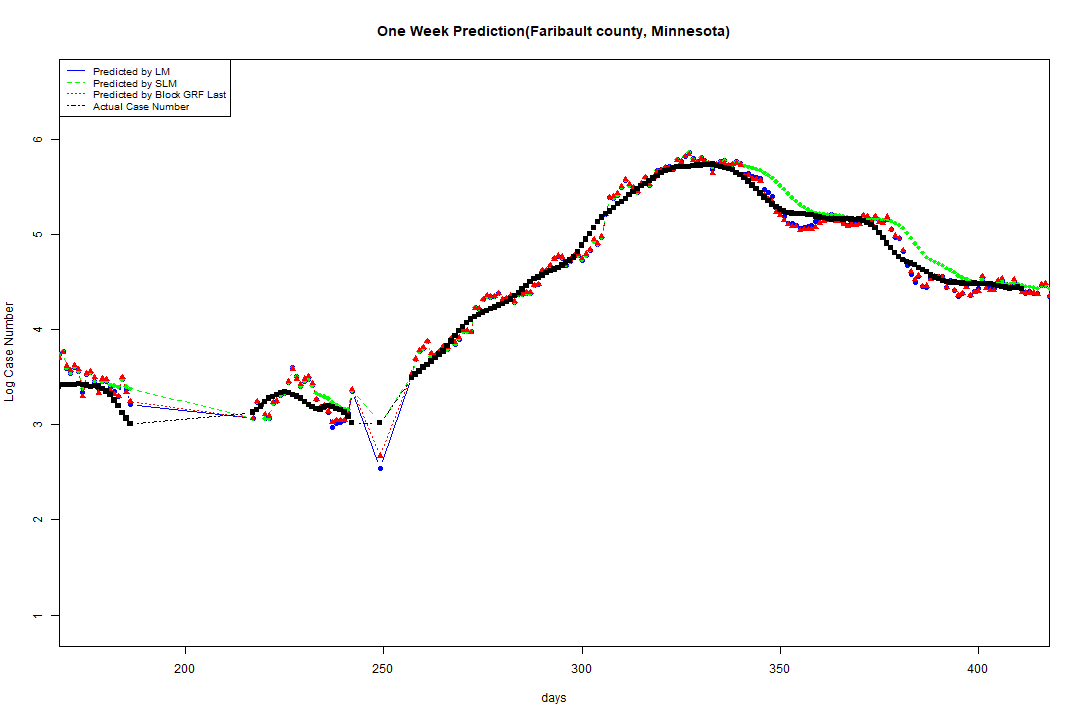 One Week Prediction(Faribault county, Minnesota)
Predicted by LM
Predicted by SLM
Predicted by Block GRF Last
Actual Case Number
Log Case Number
6
5
4
3
2
1
200
250
300
350
400
days